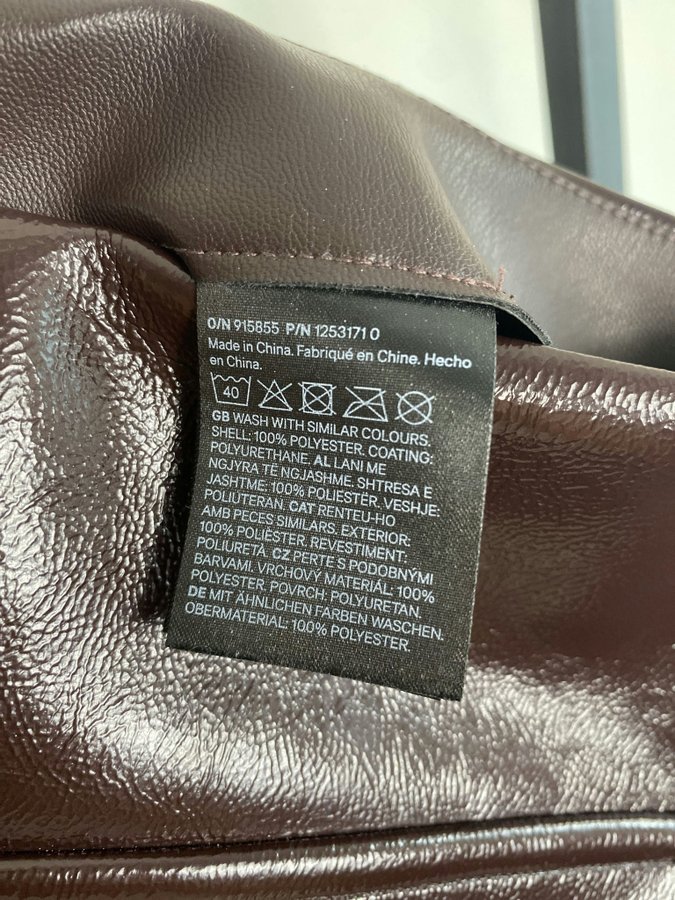 O/N 915855 P/N 1253171 0
Made in China. Fabriqué en Chine. Hecho
en China.
40
GB WASH WITH SIMILAR COLOURS.
SHELL: 100% POLYESTER. COATING:
POLYURETHANE. AL LANI ME
NGJYRA TË NGJASHME. SHTRESA E
JASHTME: 100% POLIESTËR. VESHJE:
POLIUTERAN. CAT RENTEU-HO
AMB PECES SIMILARS. EXTERIOR:
100% POLIÈSTER. REVESTIMENT:
POLIURETÀ. CZ PERTE S PODOBNÝMI
BARVAMI. VRCHOVÝ MATERIÁL: 100%
POLYESTER. POVRCH: POLYURETAN.
DE MIT ÄHNLICHEN FARBEN WASCHEN.
OBERMATERIAL: 100% POLYESTER.